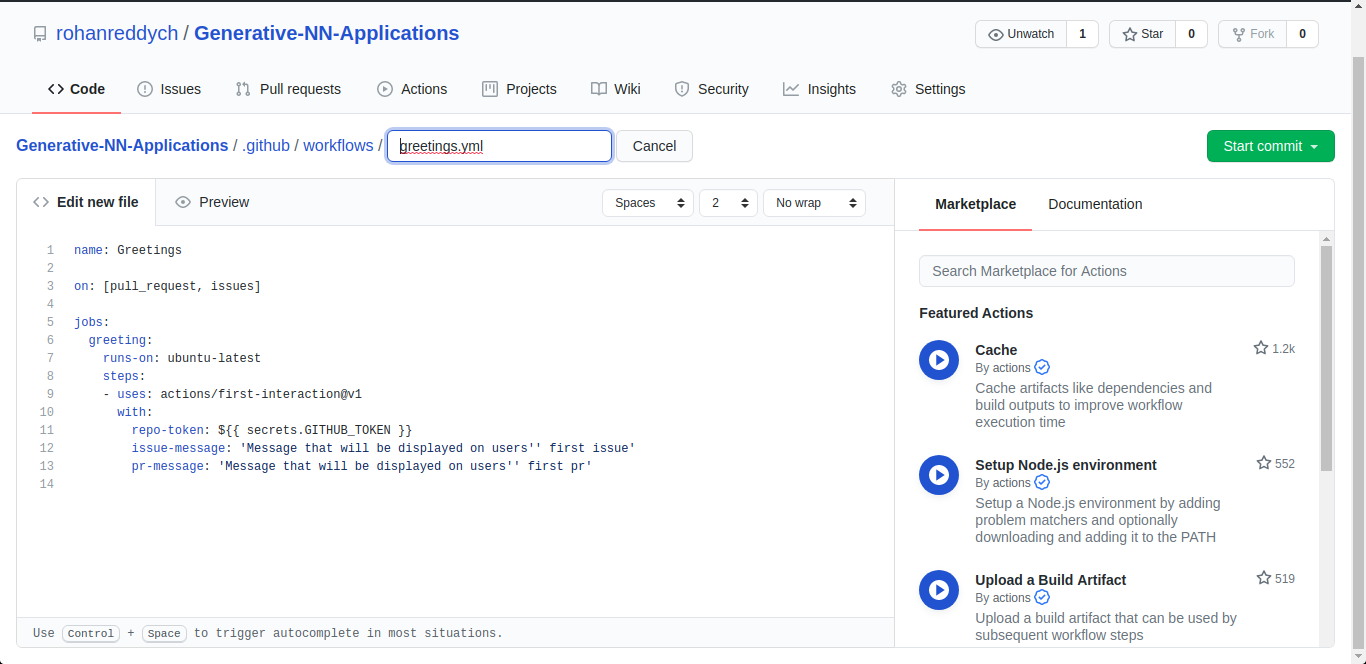 rohanreddych / Generative-NN-Applications
Unwatch 1 Star 0 Fork 0
Code Issues Pull requests Actions Projects Wiki Security Insights Settings
Generative-NN-Applications / .github / workflows / greetings.yml Cancel Start commit
Edit new file Preview Spaces 2 No wrap
1 name: Greetings
2
3 on: [pull_request, issues]
4
5 jobs:
6 greeting:
7 runs-on: ubuntu-latest
8 steps:
9 - uses: actions/first-interaction@v1
10 with:
11 repo-token: ${{ secrets.GITHUB_TOKEN }}
12 issue-message: 'Message that will be displayed on users'' first issue'
13 pr-message: 'Message that will be displayed on users'' first pr'
14
Use Control + Space to trigger autocomplete in most situations.
Marketplace Documentation
Search Marketplace for Actions
Featured Actions
Cache 1.2k
By actions
Cache artifacts like dependencies and
build outputs to improve workflow
execution time
Setup Node.js environment 552
By actions
Setup a Node.js environment by adding
problem matchers and optionally
downloading and adding it to the PATH
Upload a Build Artifact 519
By actions
Upload a build artifact that can be used by
subsequent workflow steps